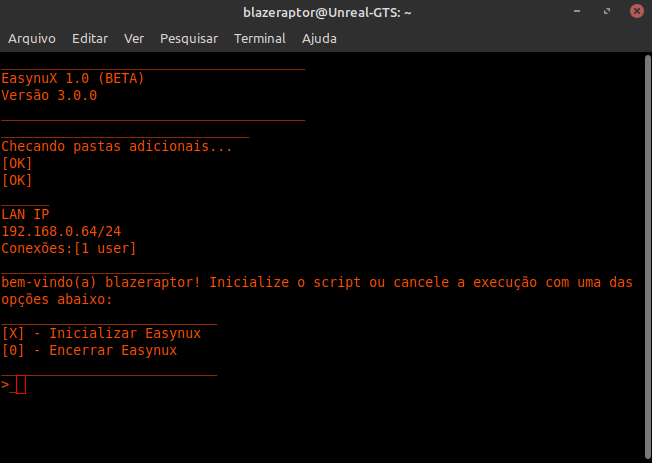 blazeraptor@Unreal-GTS: ~
Arquivo Editar Ver Pesquisar Terminal Ajuda
EasynuX 1.0 (BETA)
Versão 3.0.0
Checando pastas adicionais...
[OK]
[OK]
LAN IP
192.168.0.64/24
Conexões:[1 user]
bem-vindo(a) blazeraptor! Inicialize o script ou cancele a execução com uma das
opções abaixo:
[X] - Inicializar Easynux
[0] - Encerrar Easynux
>_